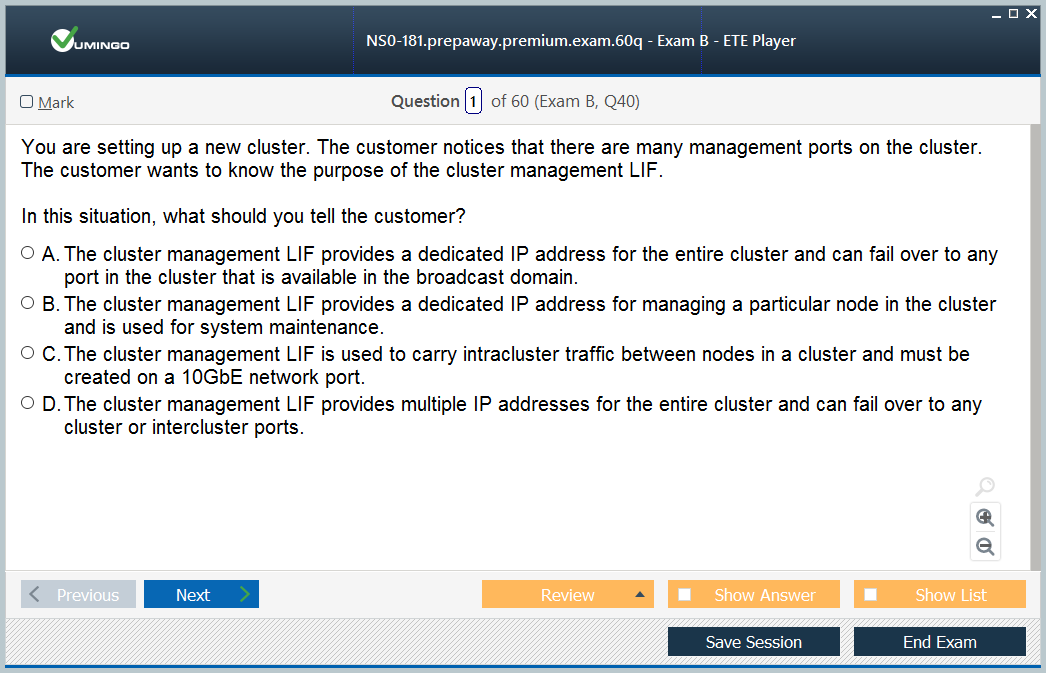 VUMINGO
NS0-181.prepaway.premium.exam.60q - Exam B - ETE Player
Mark
Question 1 of 60 (Exam B, Q40)
You are setting up a new cluster. The customer notices that there are many management ports on the cluster.
The customer wants to know the purpose of the cluster management LIF.
In this situation, what should you tell the customer?
A. The cluster management LIF provides a dedicated IP address for the entire cluster and can fail over to any
port in the cluster that is available in the broadcast domain.
B. The cluster management LIF provides a dedicated IP address for managing a particular node in the cluster
and is used for system maintenance.
C. The cluster management LIF is used to carry intracluster traffic between nodes in a cluster and must be
created on a 10GbE network port.
D. The cluster management LIF provides multiple IP addresses for the entire cluster and can fail over to any
cluster or intercluster ports.
Previous Next Review Show Answer Show List
Save Session End Exam